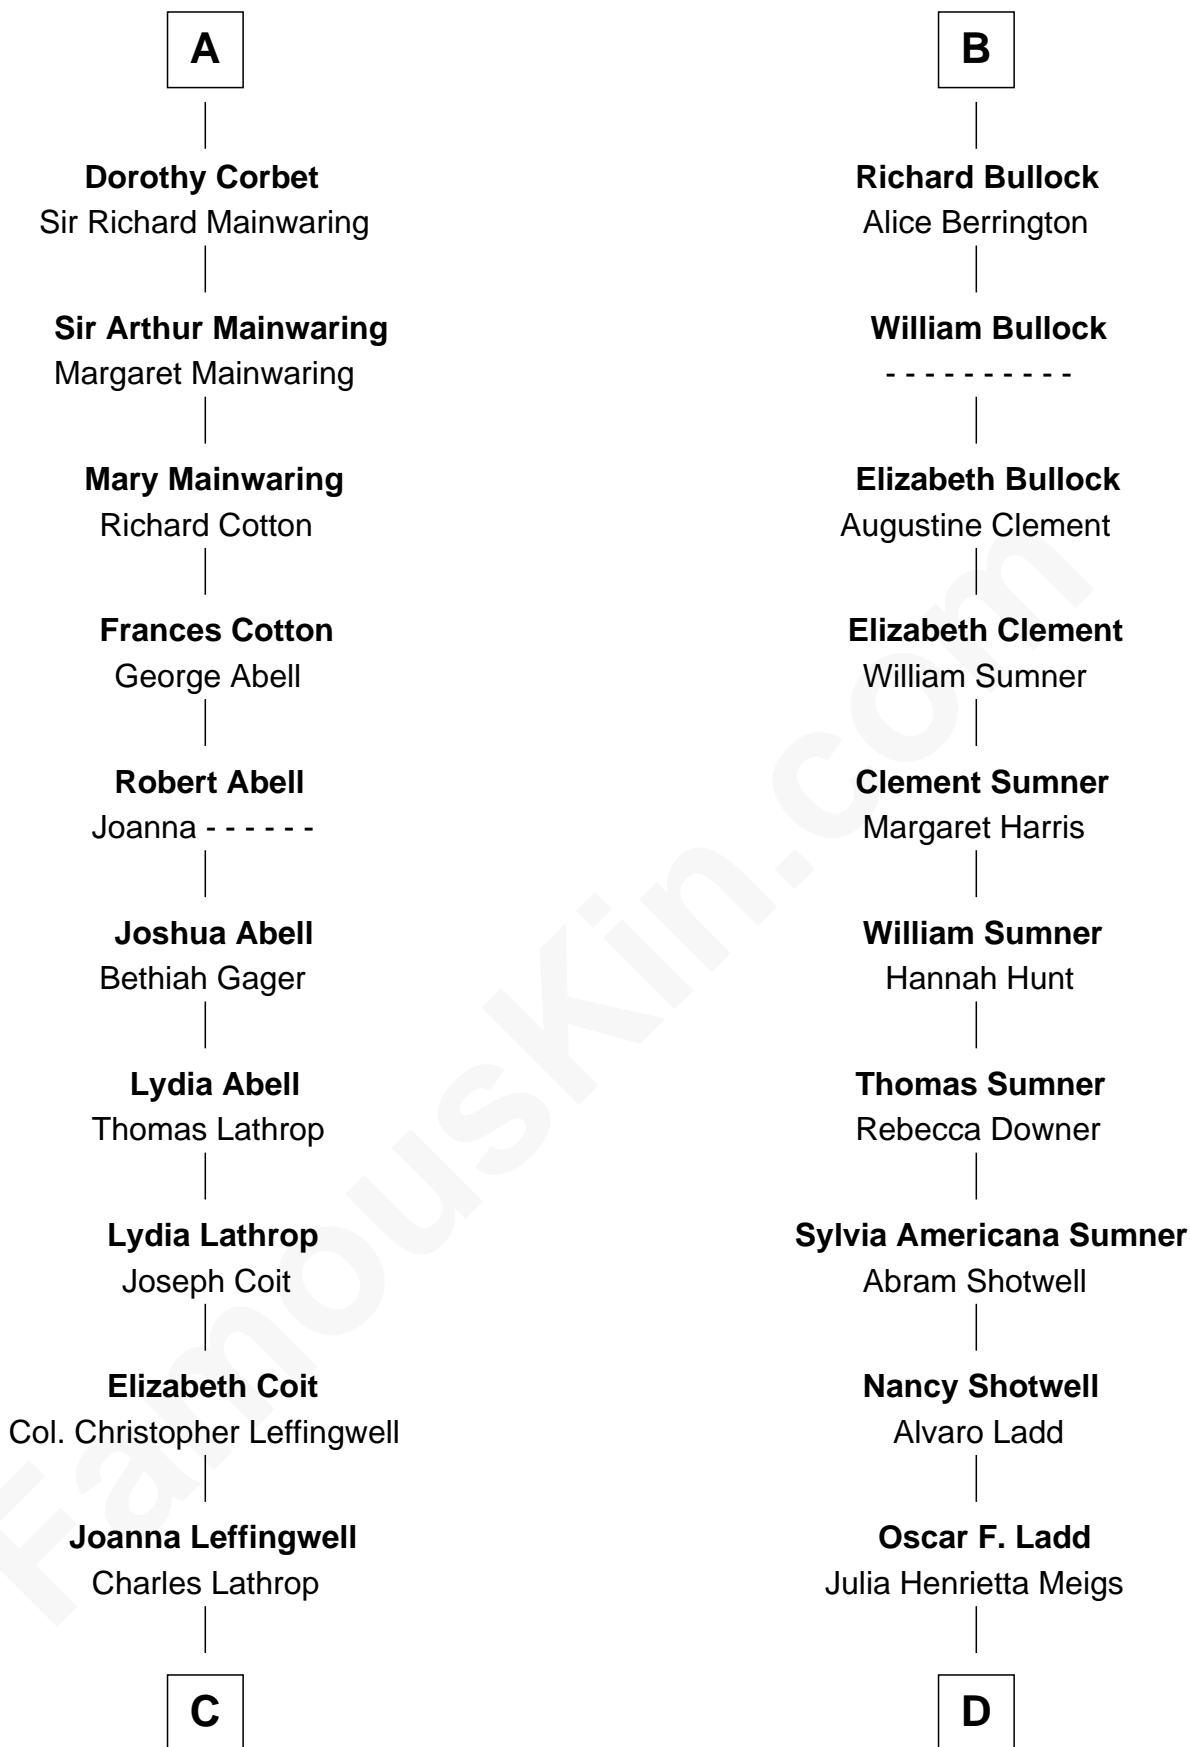 A
Dorothy Corbet
Sir Richard Mainwaring
Sir Arthur Mainwaring
Margaret Mainwaring
Mary Mainwaring
Richard Cotton
Frances Cotton
George Abell
Robert Abell
Joanna - - - - - -
Joshua Abell
Bethiah Gager
Lydia Abell
Thomas Lathrop
Lydia Lathrop
Joseph Coit
Elizabeth Coit
Col. Christopher Leffingwell
Joanna Leffingwell
Charles Lathrop
C
B
Richard Bullock
Alice Berrington
William Bullock
- - - - - - - - - -
Elizabeth Bullock
Augustine Clement
Elizabeth Clement
William Sumner
Clement Sumner
Margaret Harris
William Sumner
Hannah Hunt
Thomas Sumner
Rebecca Downer
Sylvia Americana Sumner
Abram Shotwell
Nancy Shotwell
Alvaro Ladd
Oscar F. Ladd
Julia Henrietta Meigs
D
FamousKin.com